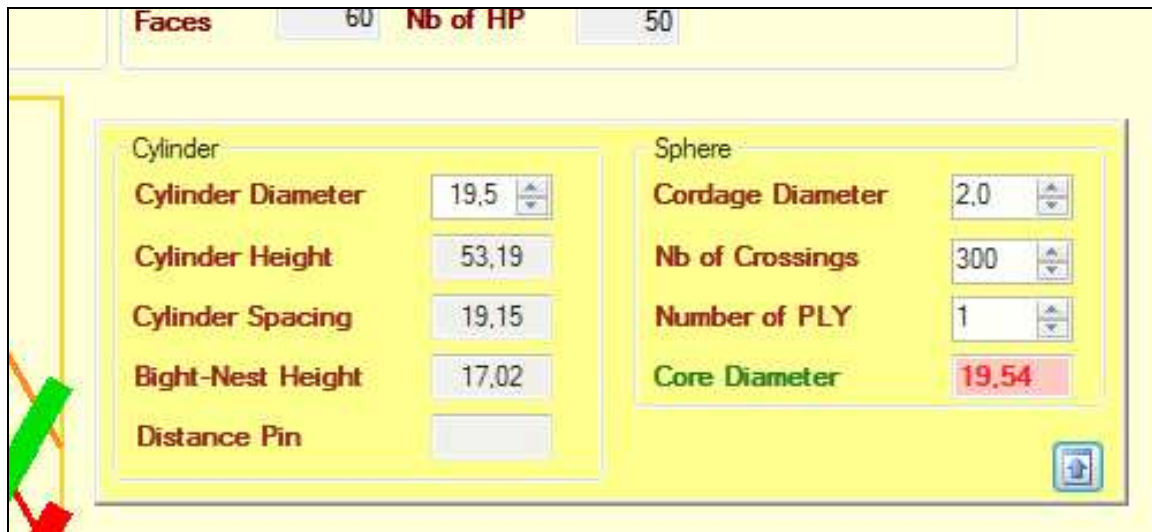 Faces 60 Nb of HP 50
Cylinder
Cylinder Diameter 19,5
Cylinder Height 53,19
Cylinder Spacing 19,15
Bight-Nest Height 17,02
Distance Pin
Sphere
Cordage Diameter 2,0
Nb of Crossings 300
Number of PLY 1
Core Diameter 19,54